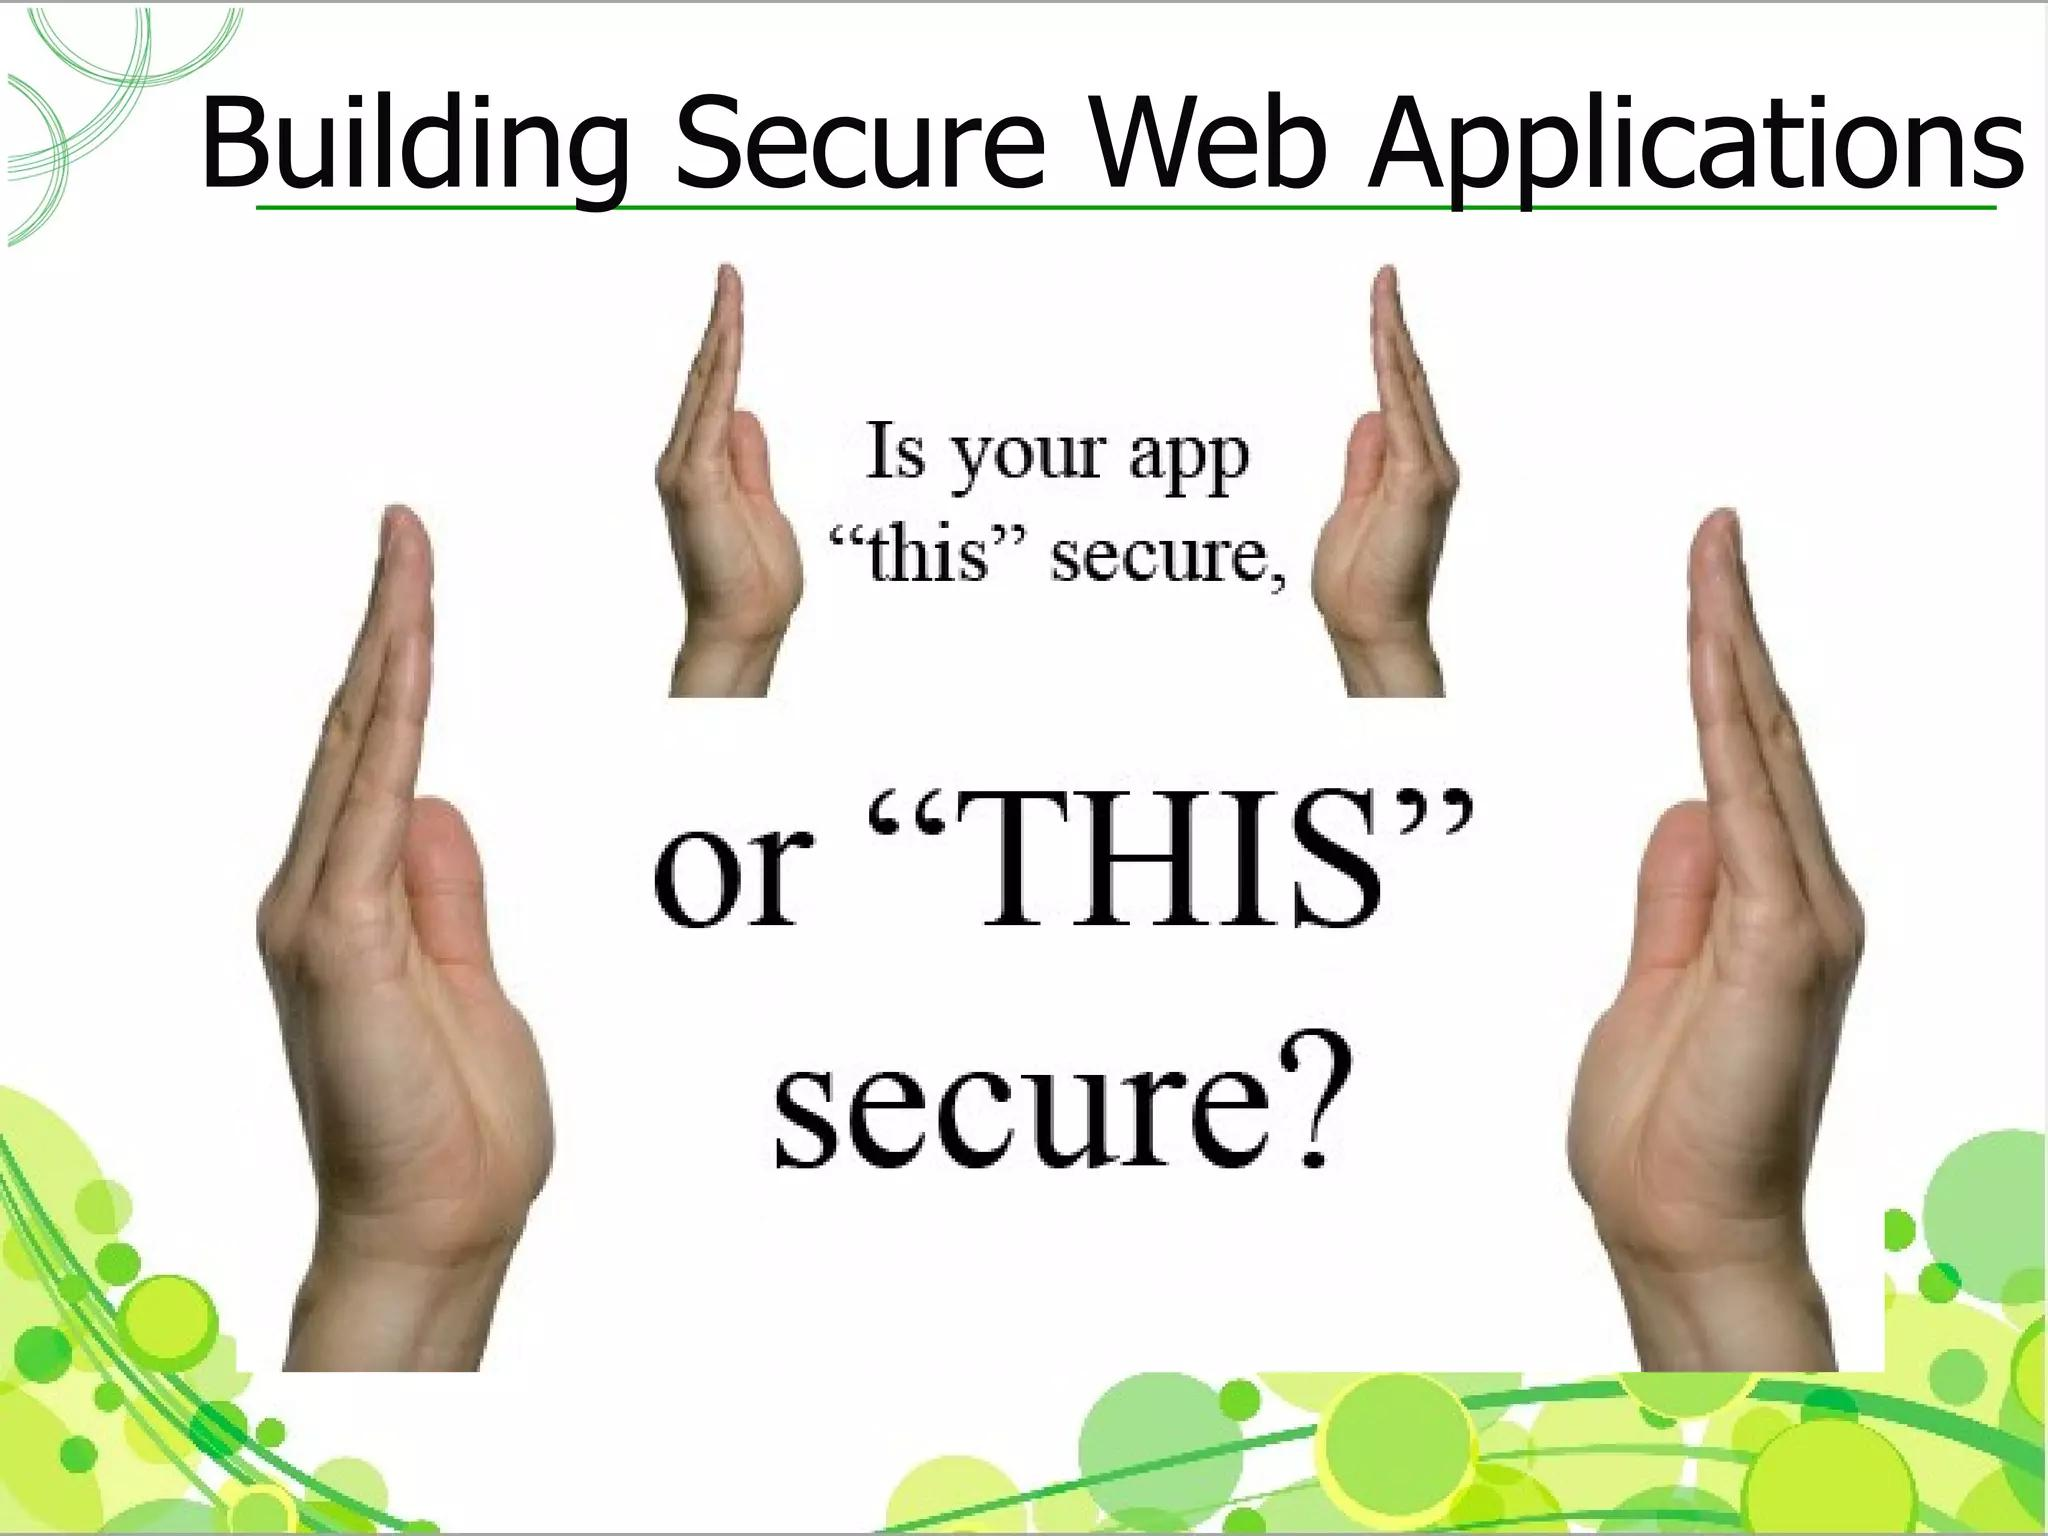 Building Secure Web Applications
Is your app
“this” secure,
or “THIS”
secure?